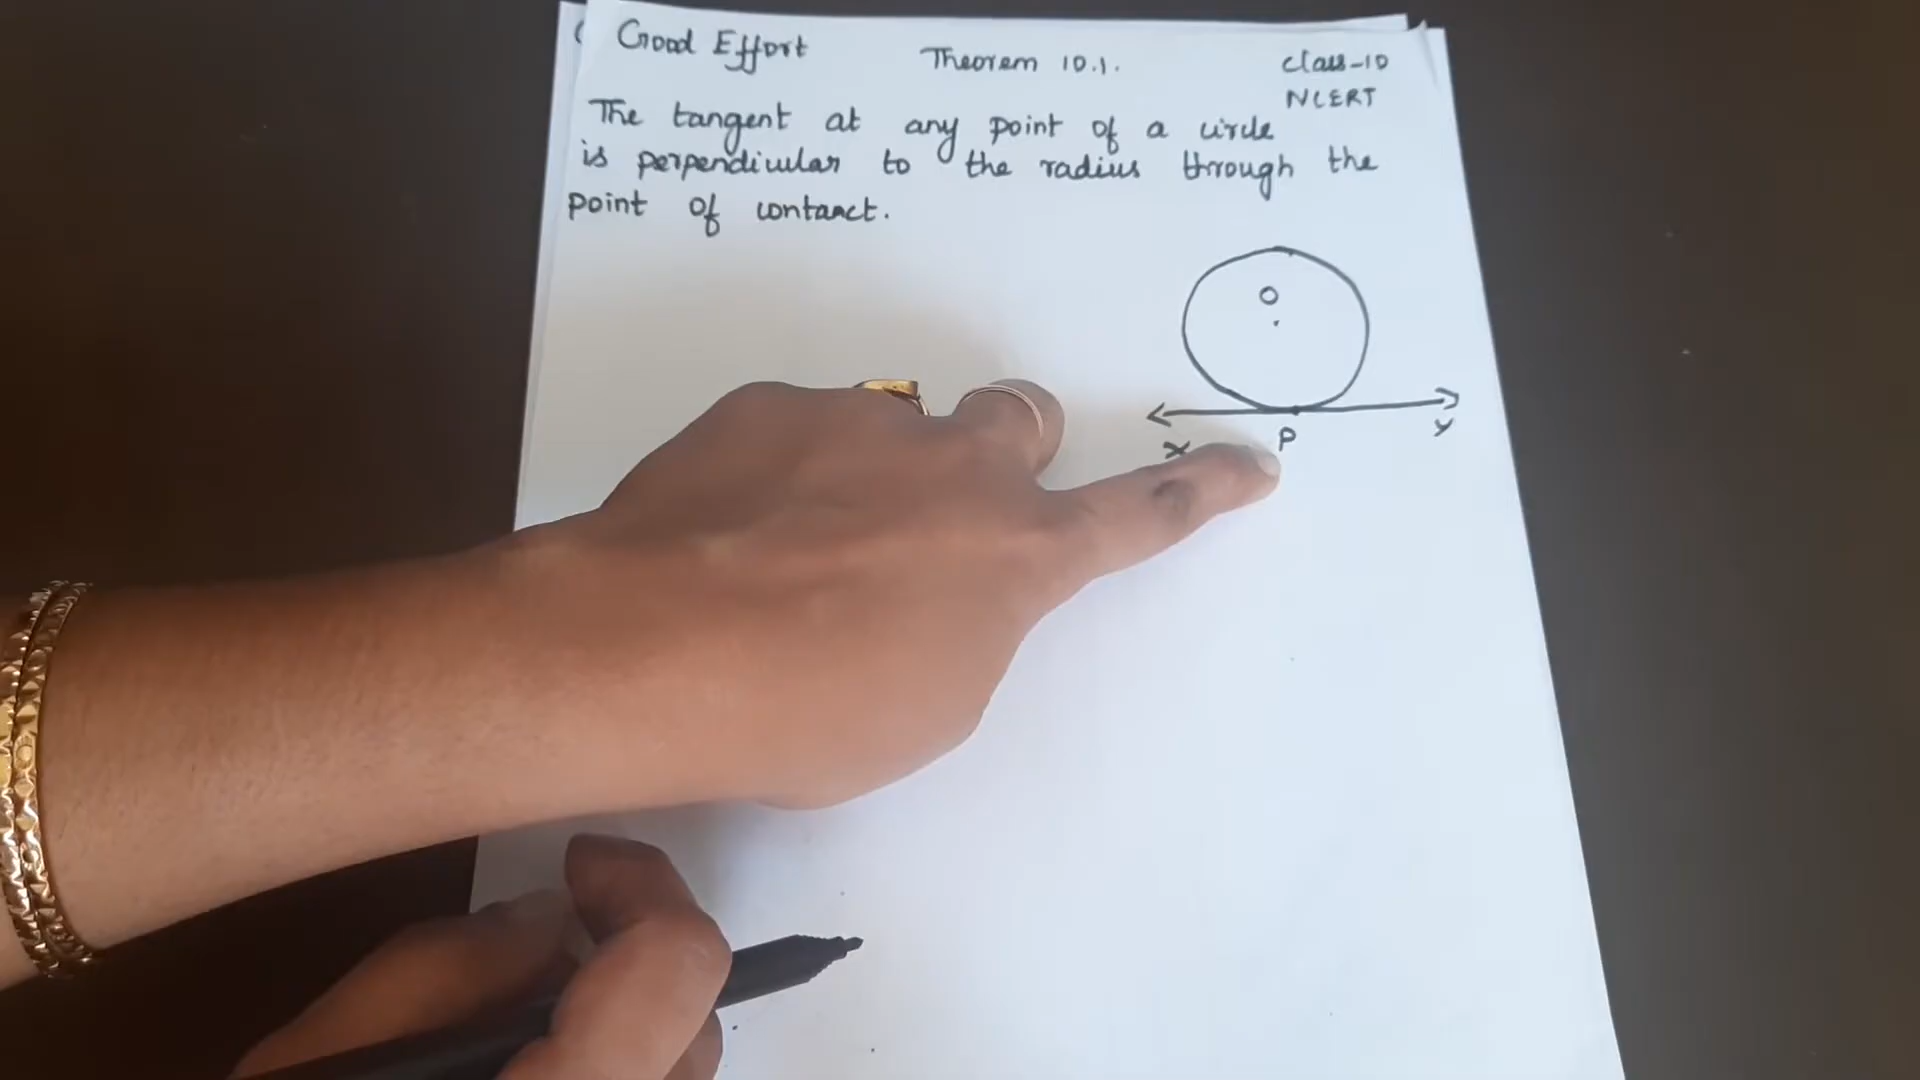 Good Effort
Theorem 10.1.
Class-10
NCERT
The tangent at any point of a circle
is perpendicular to the radius through the
point of contanct.
O
X
P
Y